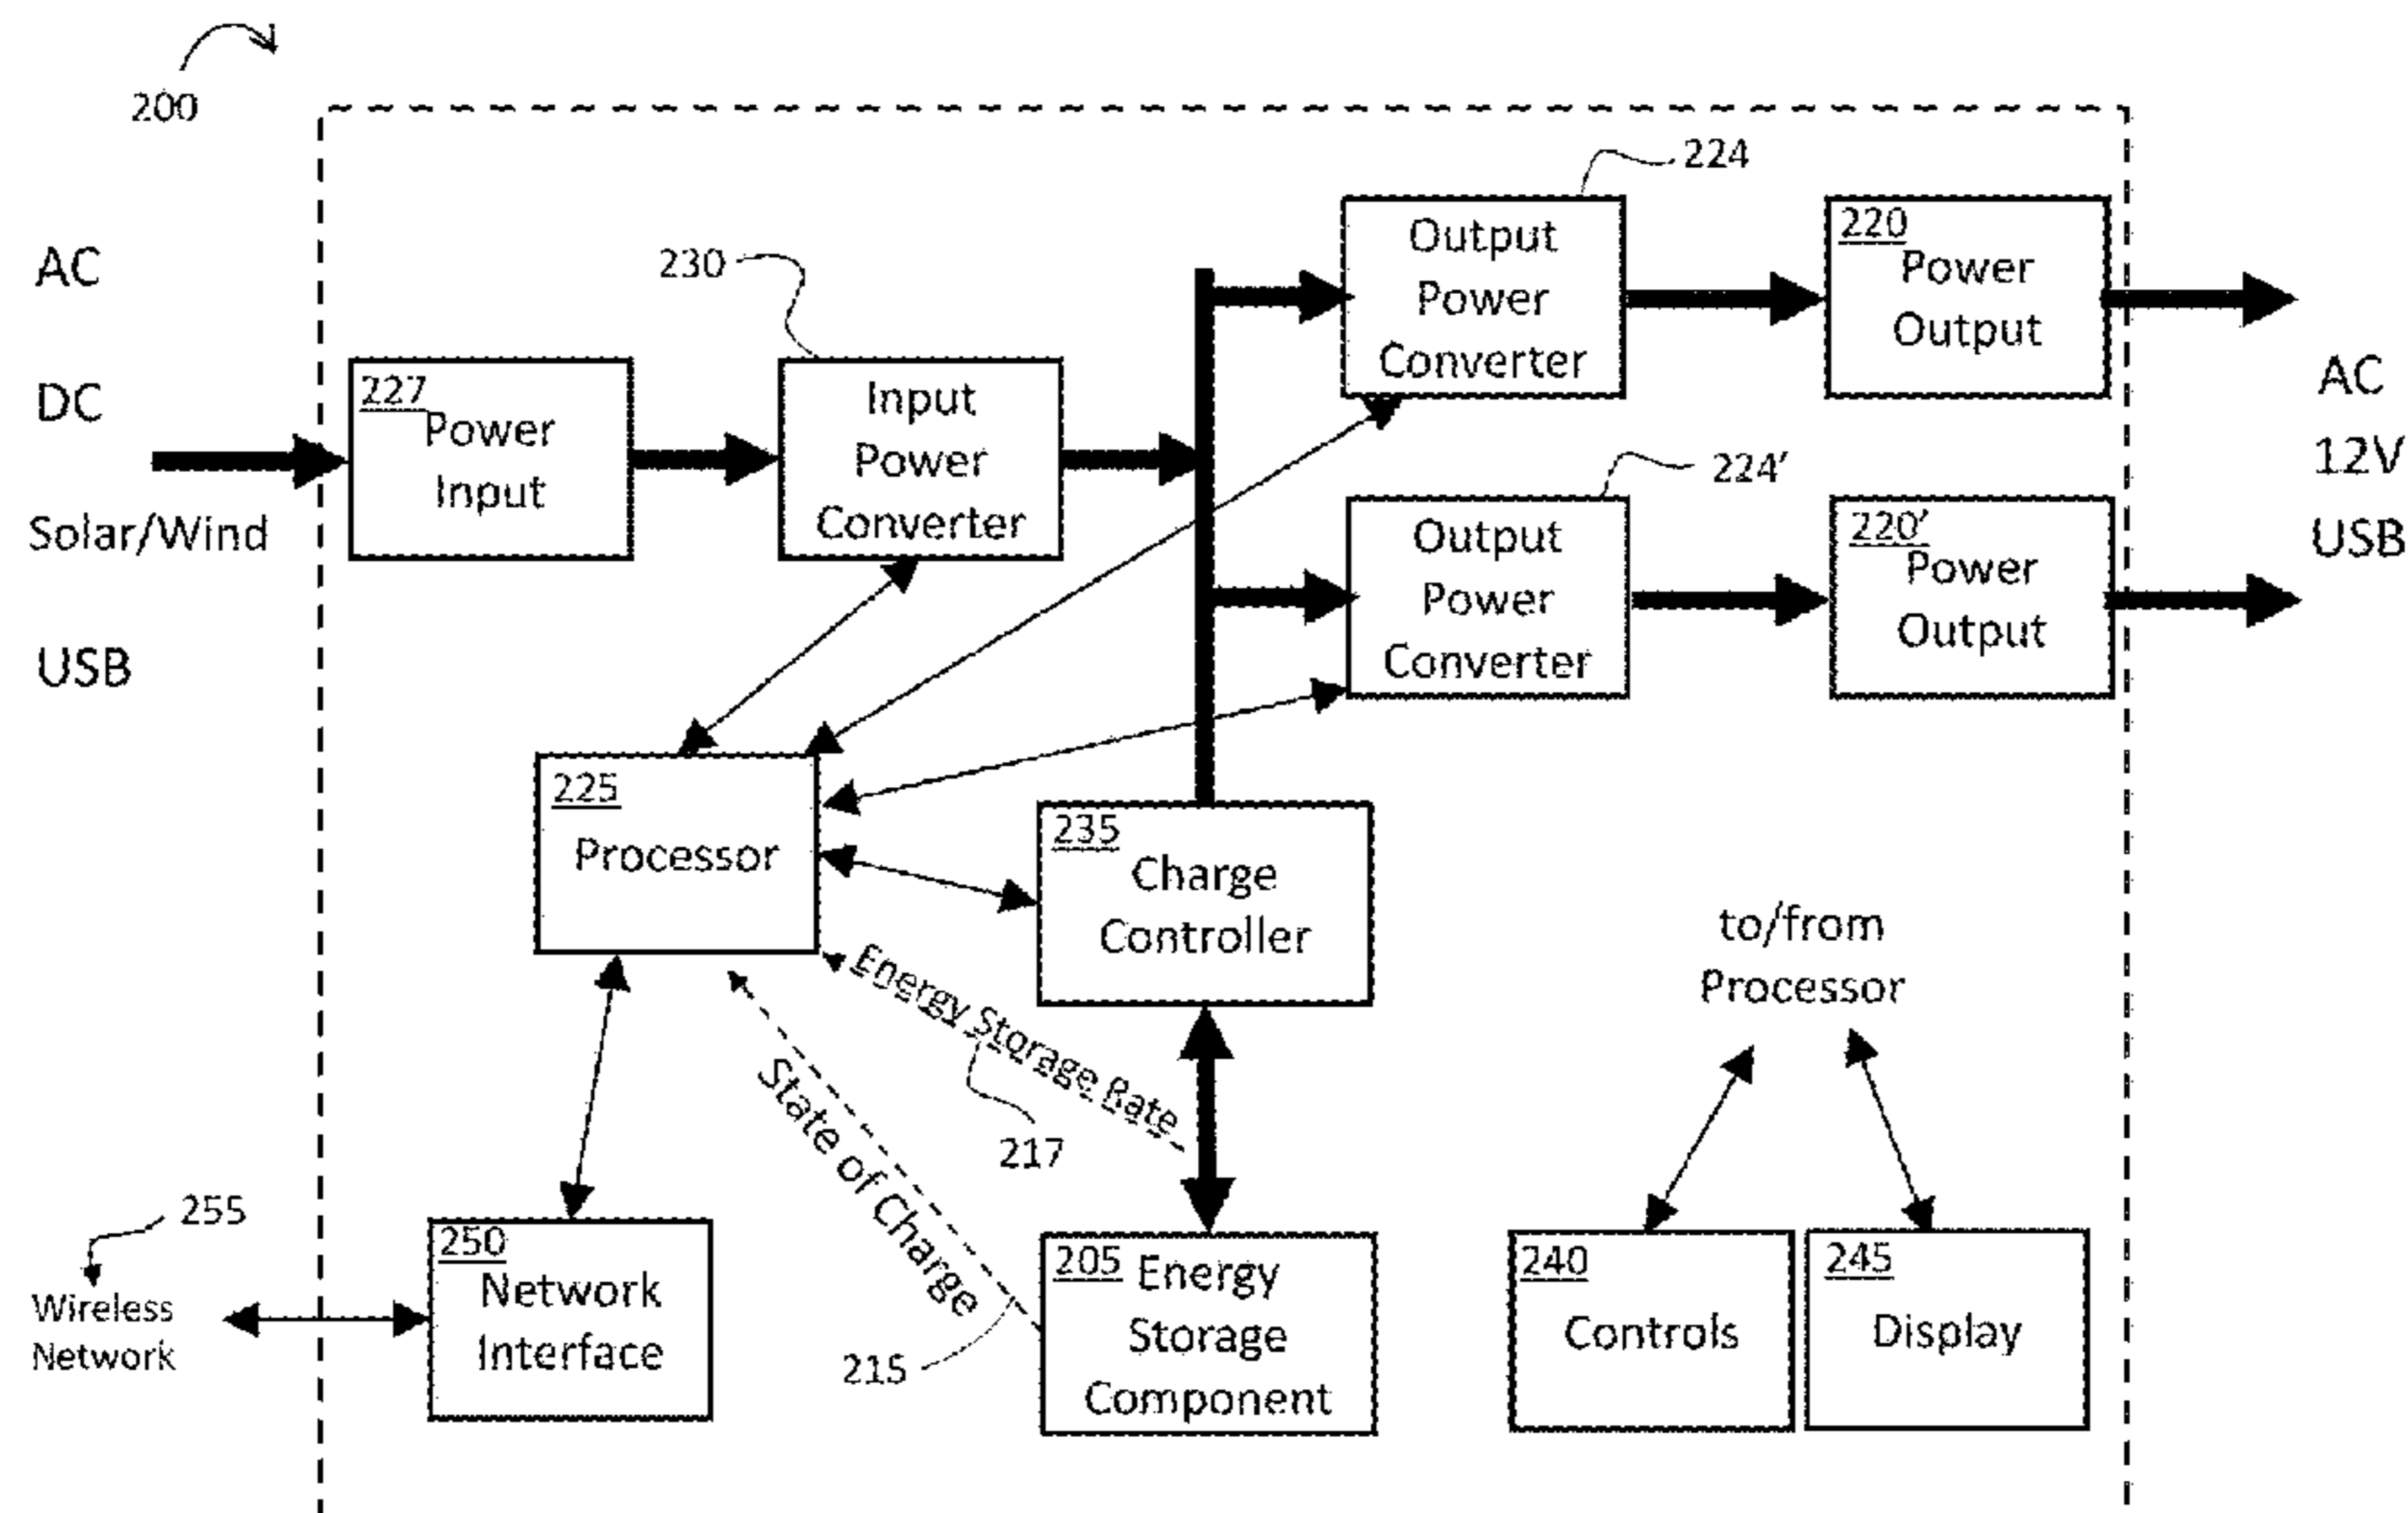 200
AC
DC
Solar/Wind
USB
227
Power
Input
230
Input
Power
Converter
224
Output
Power
Converter
220
Power
Output
224'
Output
Power
Converter
220'
Power
Output
AC
12V
USB
225
Processor
235
Charge
Controller
Energy Storage Rate
217
State of Charge
215
to/from
Processor
255
Wireless
Network
250
Network
Interface
205 Energy
Storage
Component
240
Controls
245
Display